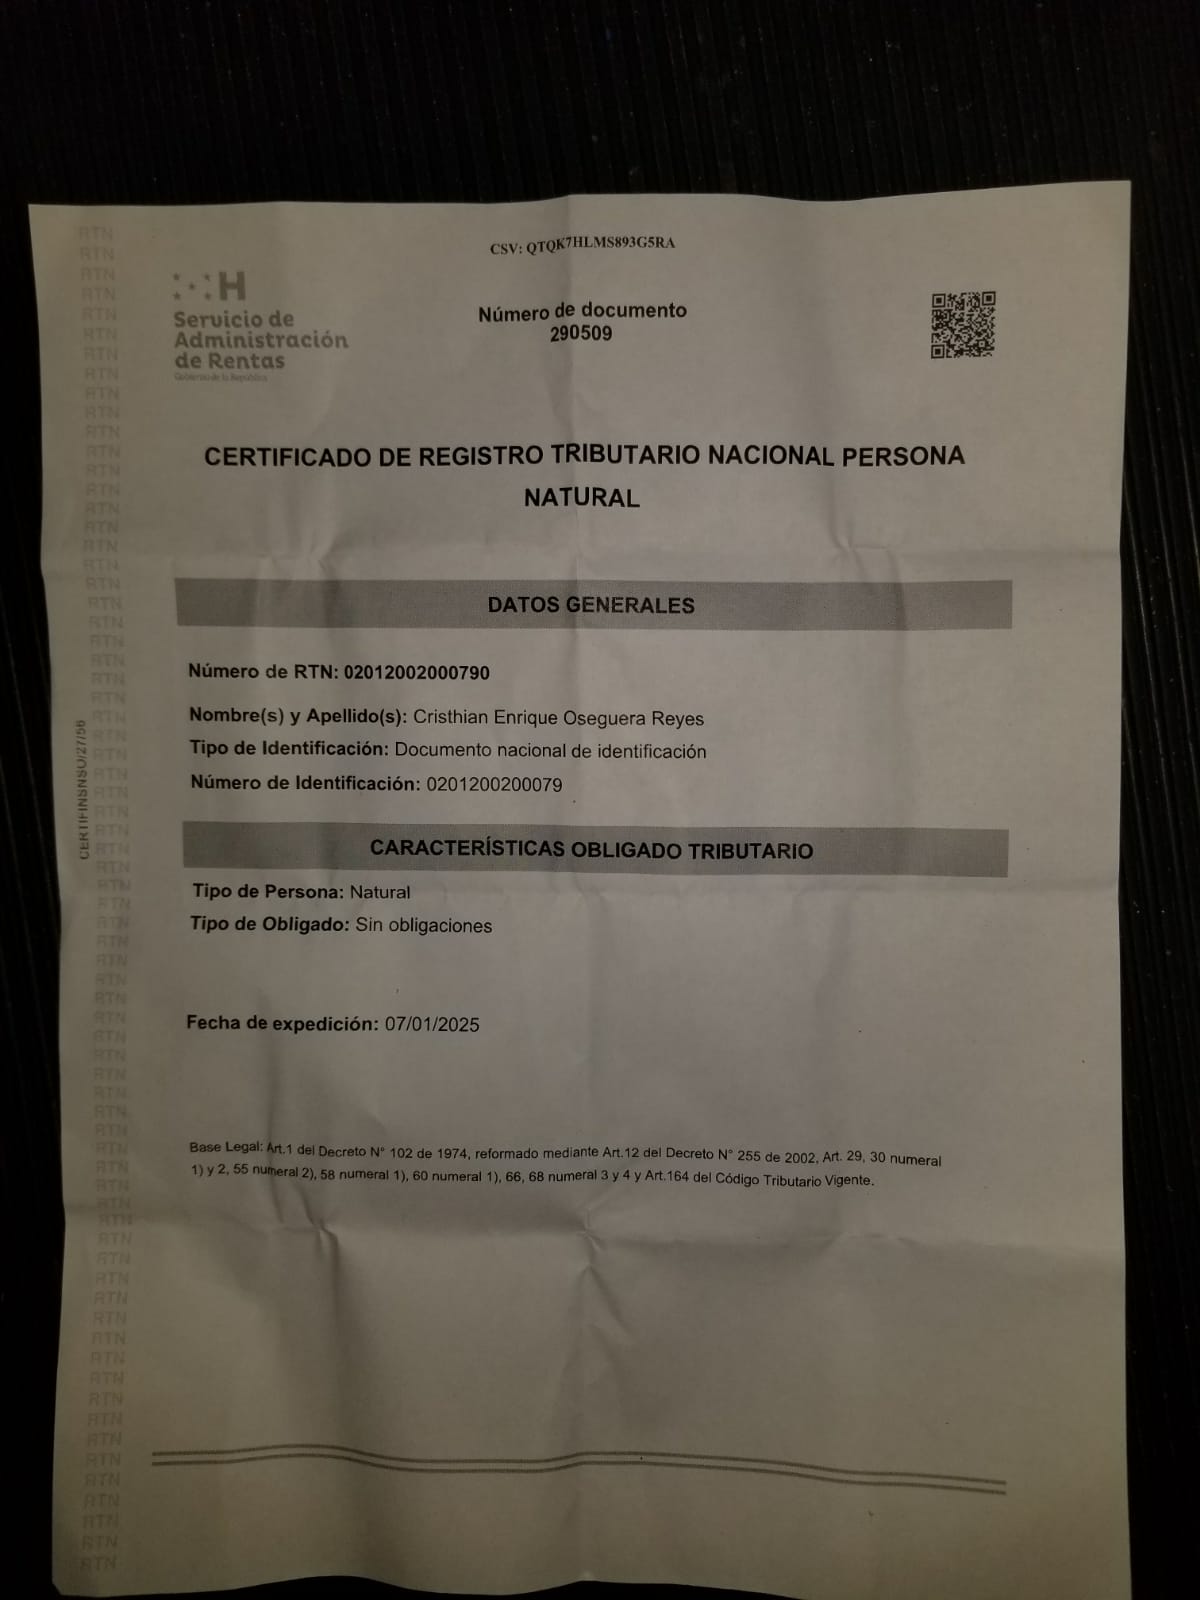 CSV: QTQK7HLMS893G5RA
H
Servicio de
Administración
de Rentas
Gobierno de la República
Número de documento
290509
CERTIFICADO DE REGISTRO TRIBUTARIO NACIONAL PERSONA
NATURAL
DATOS GENERALES
Número de RTN: 02012002000790
Nombre(s) y Apellido(s): Cristhian Enrique Oseguera Reyes
Tipo de Identificación: Documento nacional de identificación
Número de Identificación: 0201200200079
CARACTERÍSTICAS OBLIGADO TRIBUTARIO
Tipo de Persona: Natural
Tipo de Obligado: Sin obligaciones
Fecha de expedición: 07/01/2025
Base Legal: Art.1 del Decreto N° 102 de 1974, reformado mediante Art.12 del Decreto N° 255 de 2002, Art. 29, 30 numeral
1) y 2, 55 numeral 2), 58 numeral 1), 60 numeral 1), 66, 68 numeral 3 y 4 y Art.164 del Código Tributario Vigente.
RTN